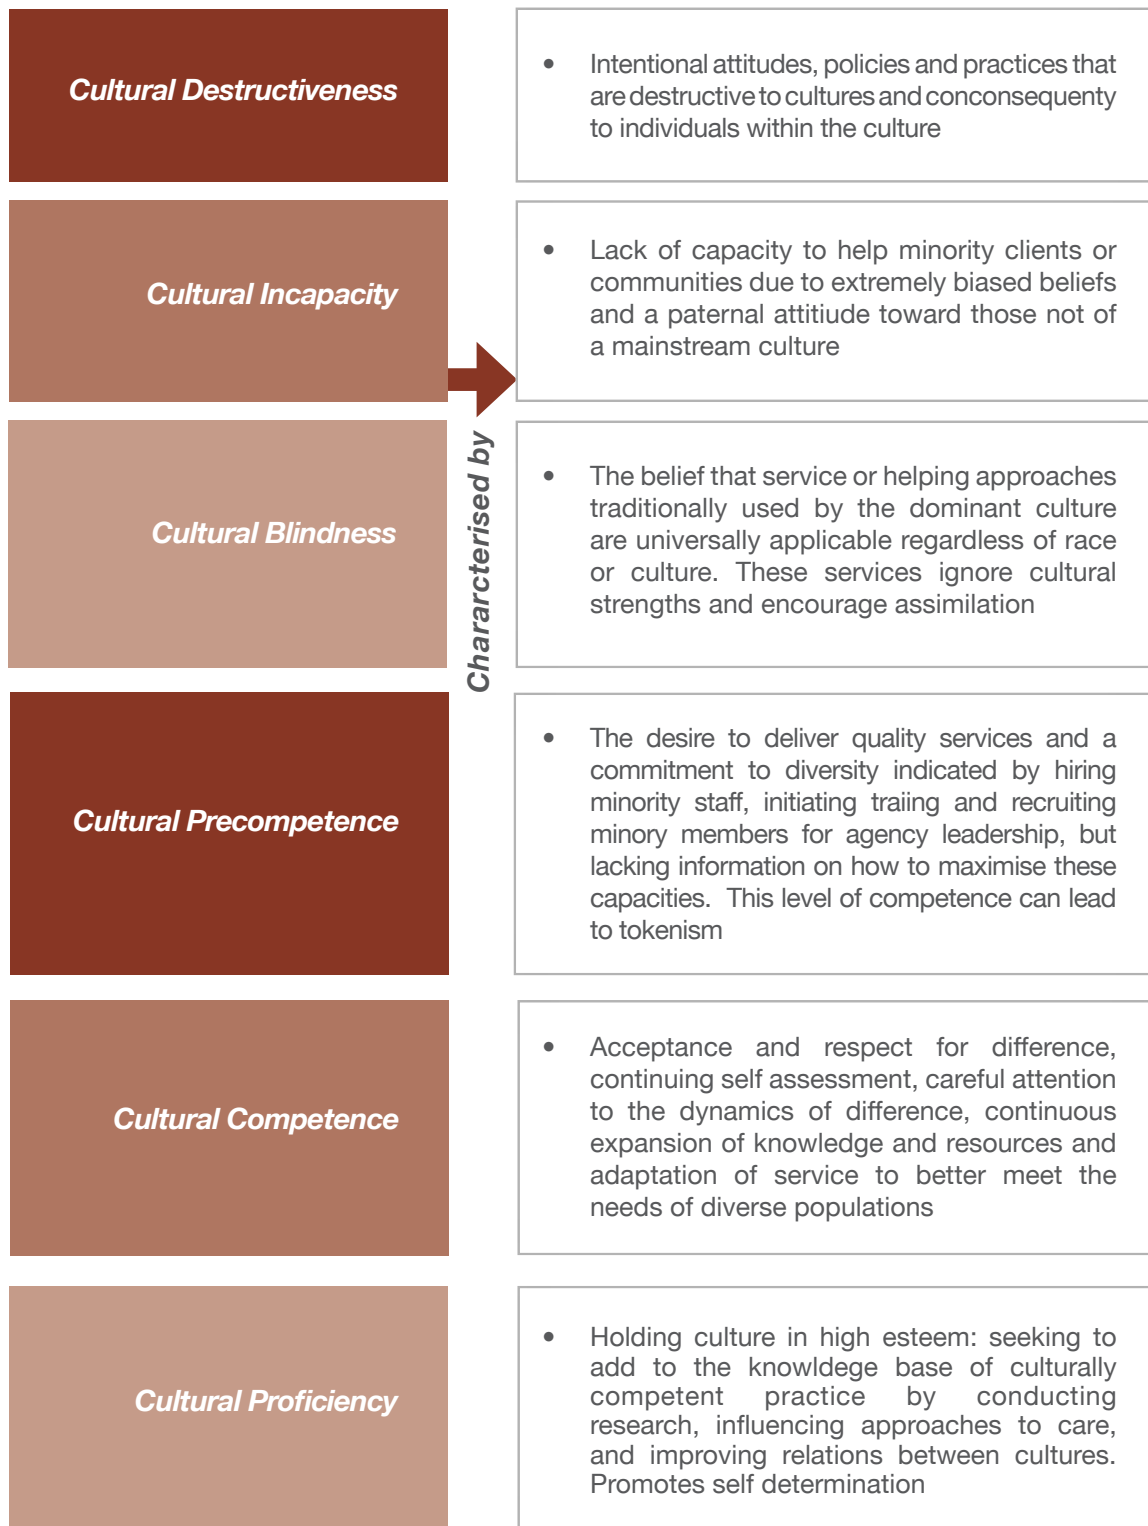 Cultural Destructiveness
• Intentional attitudes, policies and practices that
are destructive to cultures and conconsequenty
to individuals within the culture
Cultural Incapacity
• Lack of capacity to help minority clients or
communities due to extremely biased beliefs
and a paternal attitiude toward those not of
a mainstream culture
Chararcterised by
Cultural Blindness
• The belief that service or helping approaches
traditionally used by the dominant culture
are universally applicable regardless of race
or culture. These services ignore cultural
strengths and encourage assimilation
Cultural Precompetence
• The desire to deliver quality services and a
commitment to diversity indicated by hiring
minority staff, initiating traiing and recruiting
minory members for agency leadership, but
lacking information on how to maximise these
capacities. This level of competence can lead
to tokenism
Cultural Competence
• Acceptance and respect for difference,
continuing self assessment, careful attention
to the dynamics of difference, continuous
expansion of knowledge and resources and
adaptation of service to better meet the
needs of diverse populations
Cultural Proficiency
• Holding culture in high esteem: seeking to
add to the knowldege base of culturally
competent practice by conducting
research, influencing approaches to care,
and improving relations between cultures.
Promotes self determination